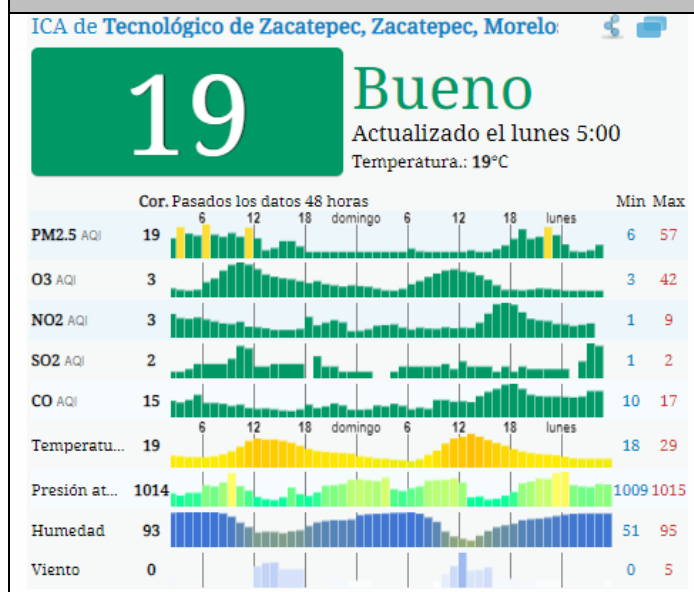 ICA de Tecnológico de Zacatepec, Zacatepec, Morelos
19
Bueno
Actualizado el lunes 5:00
Temperatura.: 19°C
Cor. Pasados los datos 48 horas Min Max
6 12 18 domingo 6 12 18 lunes
PM2.5 AQI 19 6 57
O3 AQI 3 3 42
NO2 AQI 3 1 9
SO2 AQI 2 1 2
CO AQI 15 10 17
6 12 18 domingo 6 12 18 lunes
Temperatu... 19 18 29
Presión at... 1014 1009 1015
Humedad 93 51 95
Viento 0 0 5